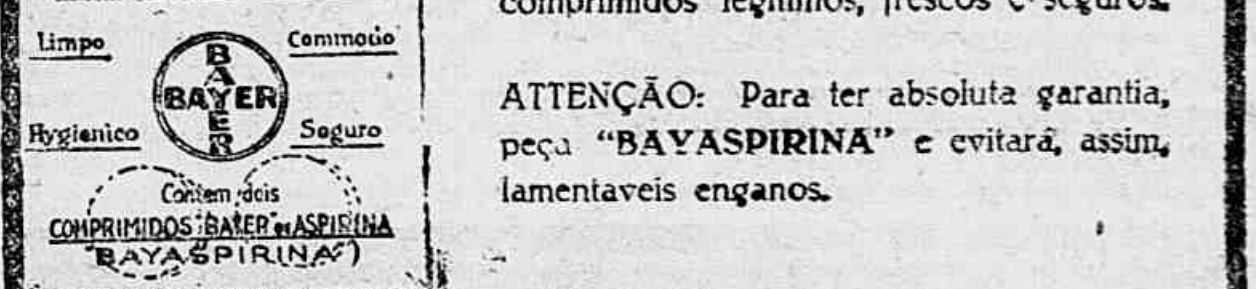 Limpo
Commodo
BAYER
BAYER
Hygienico
Seguro
Contem dois
COMPRIMIDOS "BAYER" de ASPIRINA
"BAYASPIRINA")
comprimidos legitimos, frescos e seguros.
ATTENÇÃO: Para ter absoluta garantia,
peça "BAYASPIRINA" e evitará, assim,
lamentaveis enganos.